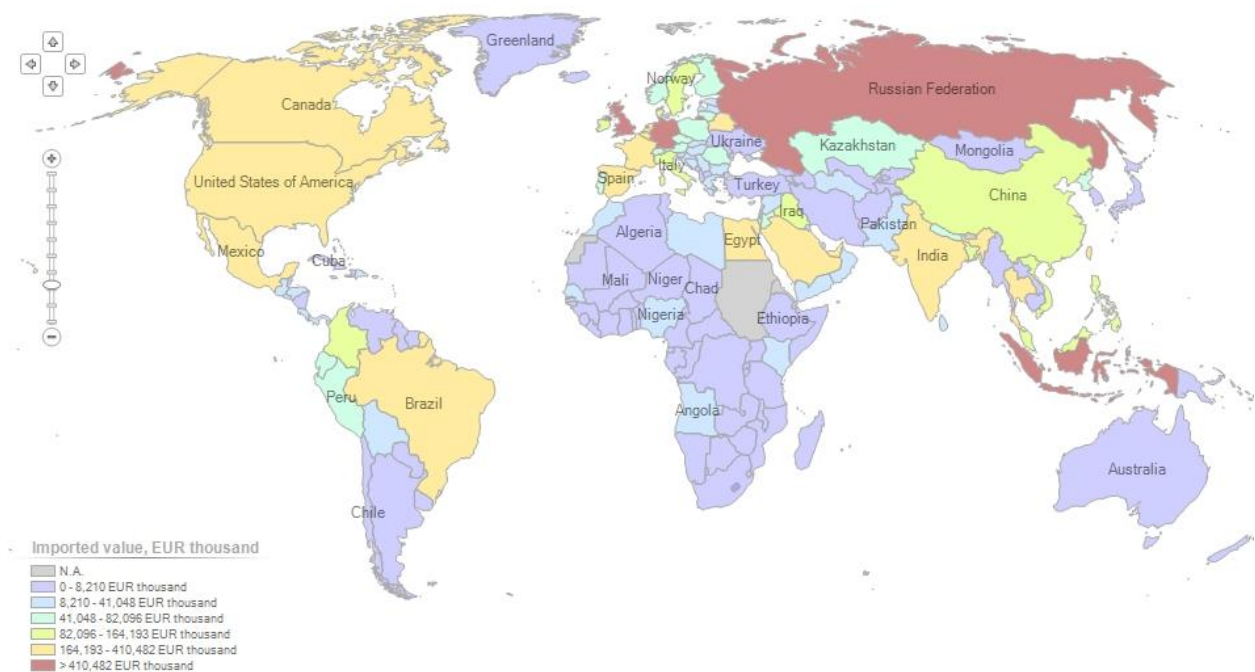 Greenland
Norway
Russian Federation
Canada
Ukraine
Kazakhstan
Mongolia
Italy
United States of America
Spain
Turkey
China
Iraq
Pakistan
Algeria
Egypt
Mexico
India
Cuba
Mali
Niger
Chad
Nigeria
Ethiopia
Peru
Brazil
Angola
Australia
Chile
Imported value, EUR thousand
N.A.
0 - 8,210 EUR thousand
8,210 - 41,048 EUR thousand
41,048 - 82,096 EUR thousand
82,096 - 164,193 EUR thousand
164,193 - 410,482 EUR thousand
> 410,482 EUR thousand